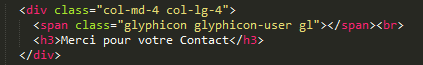 <div class="col-md-4 col-lg-4">
<span class="glyphicon glyphicon-user gl"></span><br>
<h3>Merci pour votre Contact</h3>
</div>